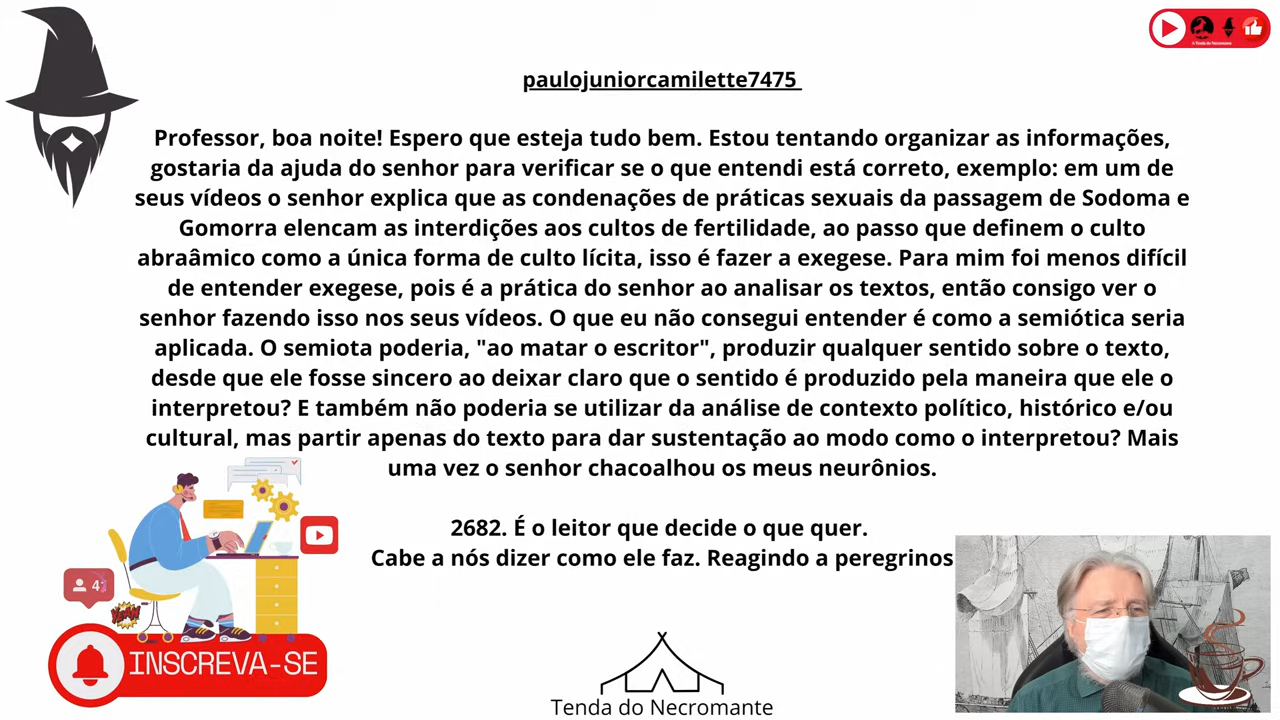 paulojuniorcamilette7475
Professor, boa noite! Espero que esteja tudo bem. Estou tentando organizar as informações,
gostaria da ajuda do senhor para verificar se o que entendi está correto, exemplo: em um de
seus vídeos o senhor explica que as condenações de práticas sexuais da passagem de Sodoma e
Gomorra elencam as interdições aos cultos de fertilidade, ao passo que definem o culto
abraâmico como a única forma de culto lícita, isso é fazer a exegese. Para mim foi menos difícil
de entender exegese, pois é a prática do senhor ao analisar os textos, então consigo ver o
senhor fazendo isso nos seus vídeos. O que eu não consegui entender é como a semiótica seria
aplicada. O semiota poderia, "ao matar o escritor", produzir qualquer sentido sobre o texto,
desde que ele fosse sincero ao deixar claro que o sentido é produzido pela maneira que ele o
interpretou? E também não poderia se utilizar da análise de contexto político, histórico e/ou
cultural, mas partir apenas do texto para dar sustentação ao modo como o interpretou? Mais
uma vez o senhor chacoalhou os meus neurônios.
2682. É o leitor que decide o que quer.
Cabe a nós dizer como ele faz. Reagindo a peregrinos
YEAH
INSCREVA-SE
Tenda do Necromante